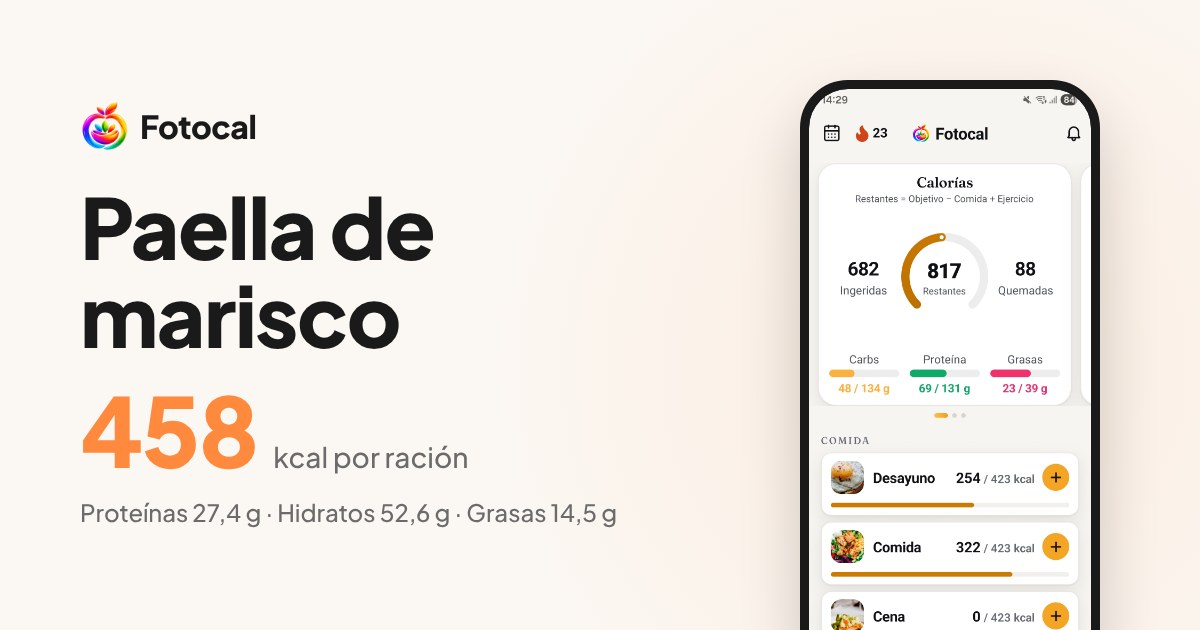 Fotocal
Paella de
marisco
458 kcal por ración
Proteínas 27,4 g · Hidratos 52,6 g · Grasas 14,5 g
14:29
84
23
Fotocal
Calorías
Restantes = Objetivo − Comida + Ejercicio
682
Ingeridas
817
Restantes
88
Quemadas
Carbs
Proteína
Grasas
48 / 134 g
69 / 131 g
23 / 39 g
COMIDA
Desayuno 254 / 423 kcal +
Comida 322 / 423 kcal +
Cena 0 / 423 kcal +